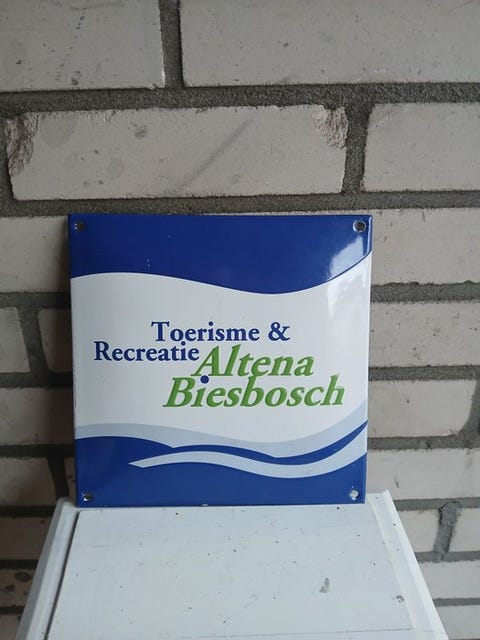 Toerisme &
Recreatie Altena
Biesbosch